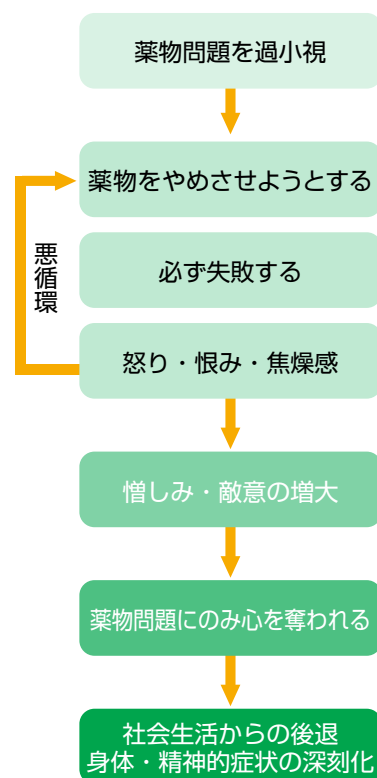 薬物問題を過小視
薬物をやめさせようとする
悪循環
必ず失敗する
怒り・恨み・焦燥感
憎しみ・敵意の増大
薬物問題にのみ心を奪われる
社会生活からの後退
身体・精神的症状の深刻化